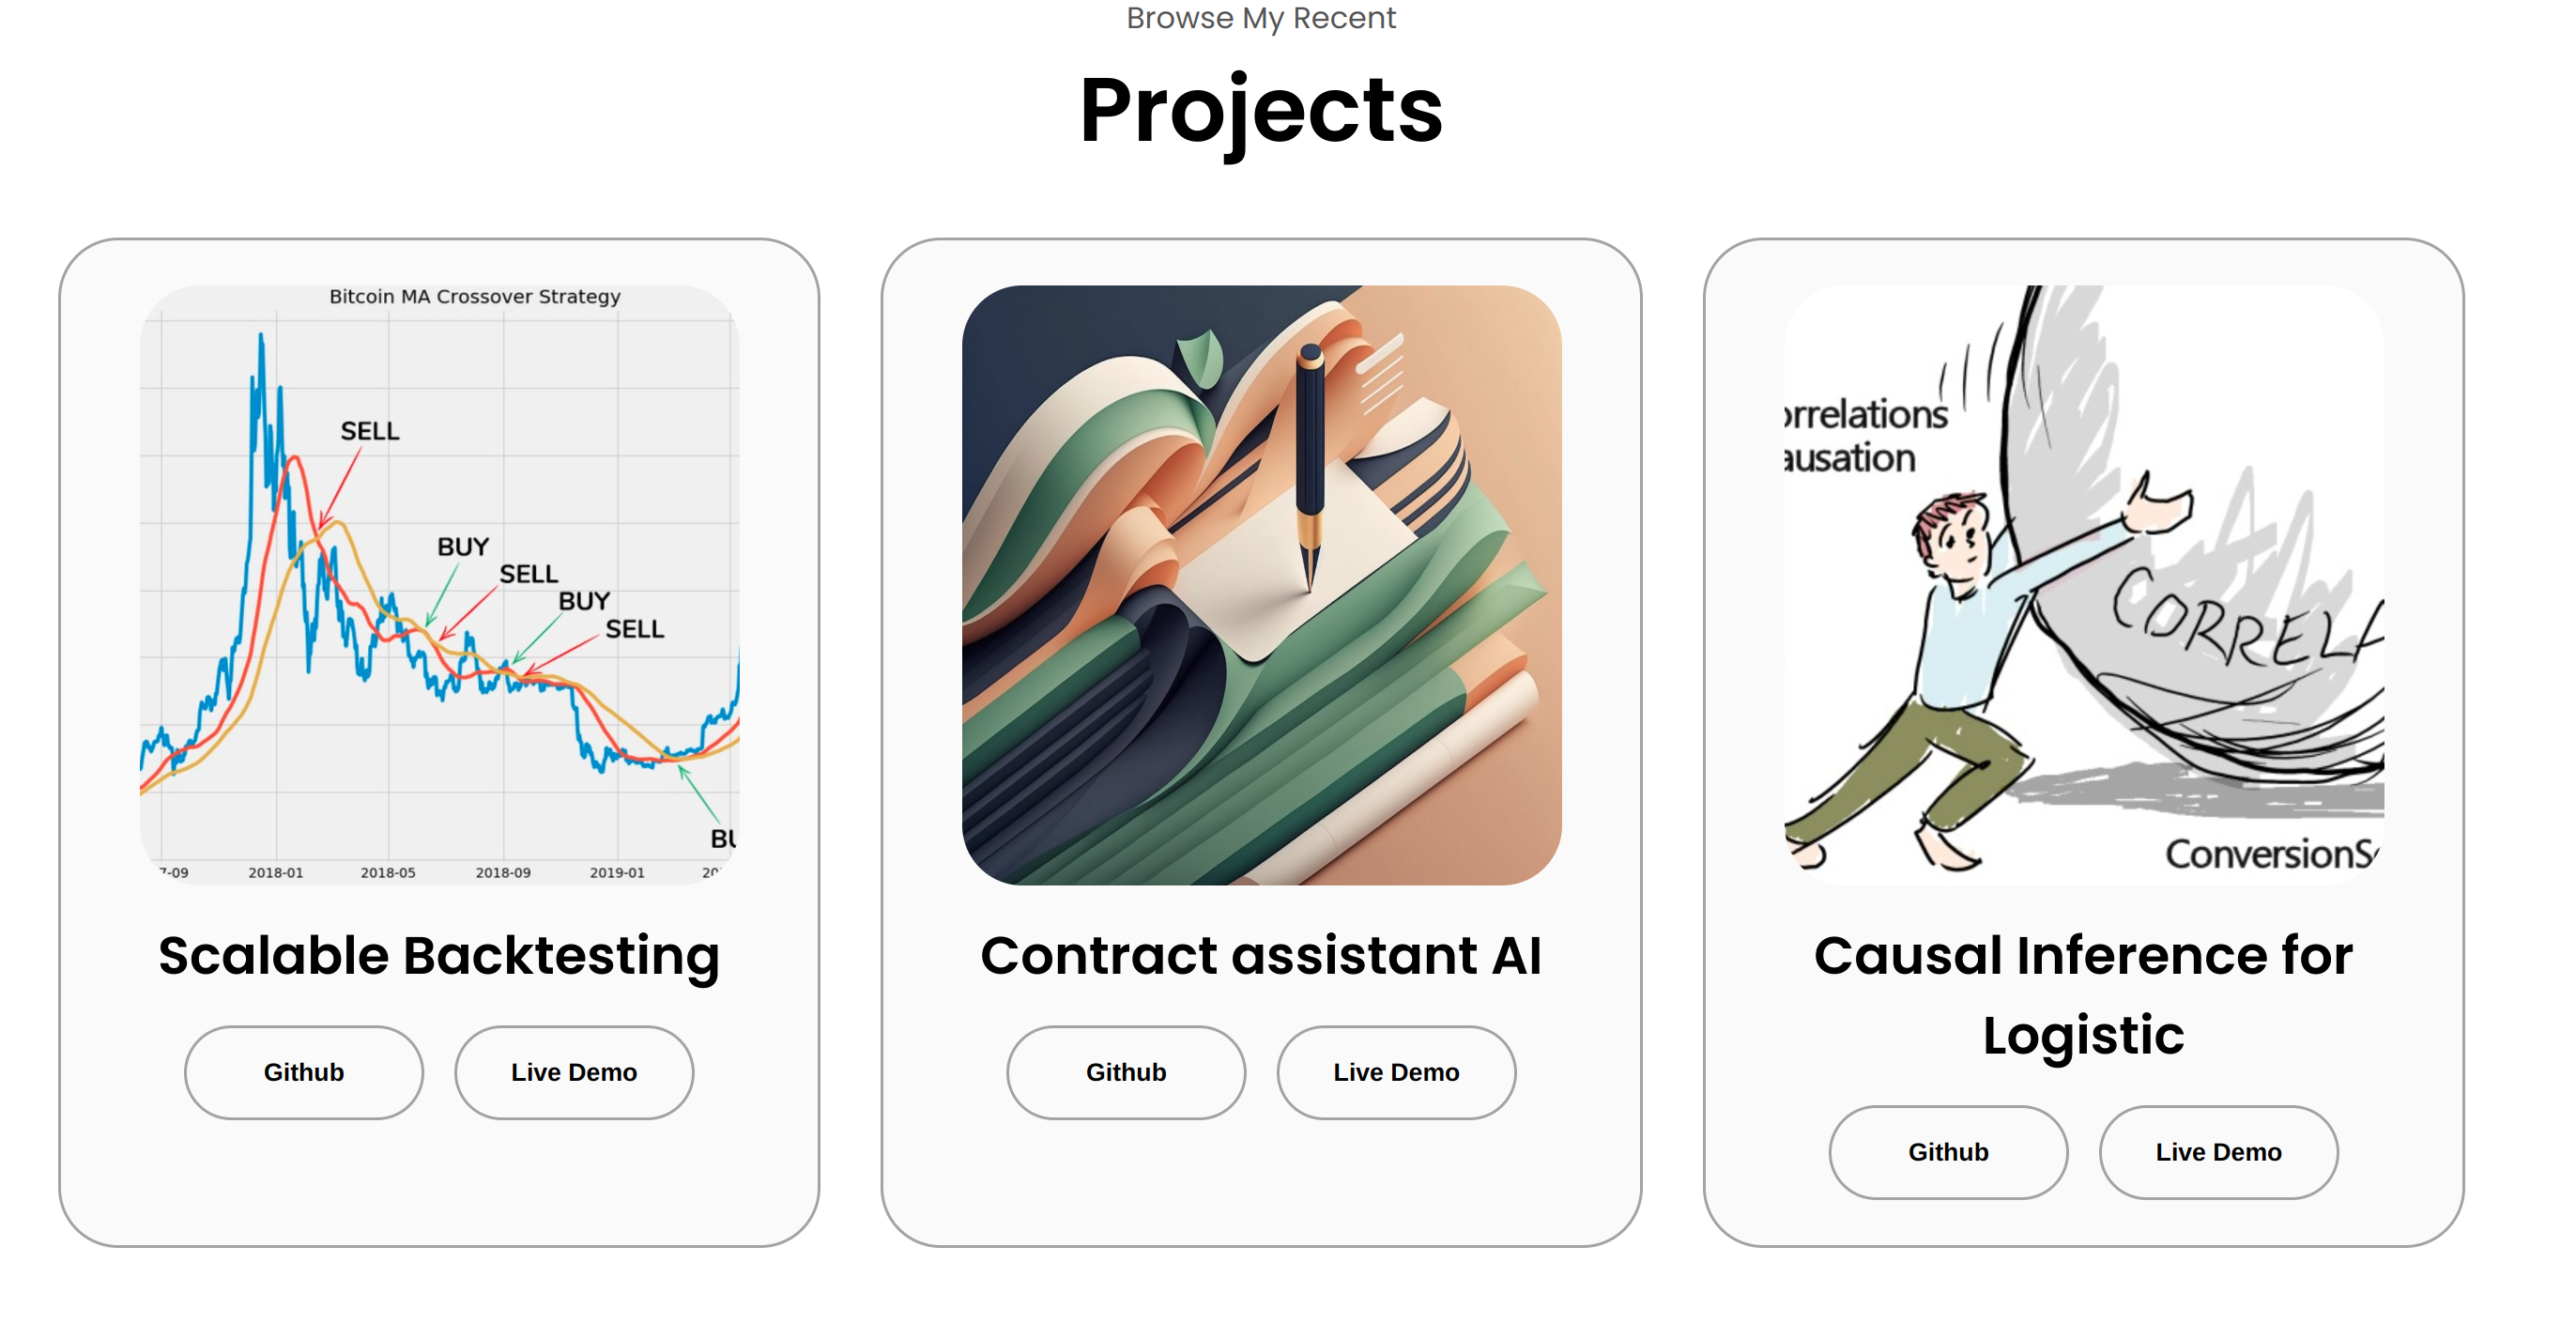 Browse My Recent
Projects
Bitcoin MA Crossover Strategy
SELL
BUY
SELL
BUY
SELL
BU
7-09 2018-01 2018-05 2018-09 2019-01 20
Scalable Backtesting
Github Live Demo
Contract assistant AI
Github Live Demo
orrelations
ausation
CORRELA
ConversionS
Causal Inference for
Logistic
Github Live Demo